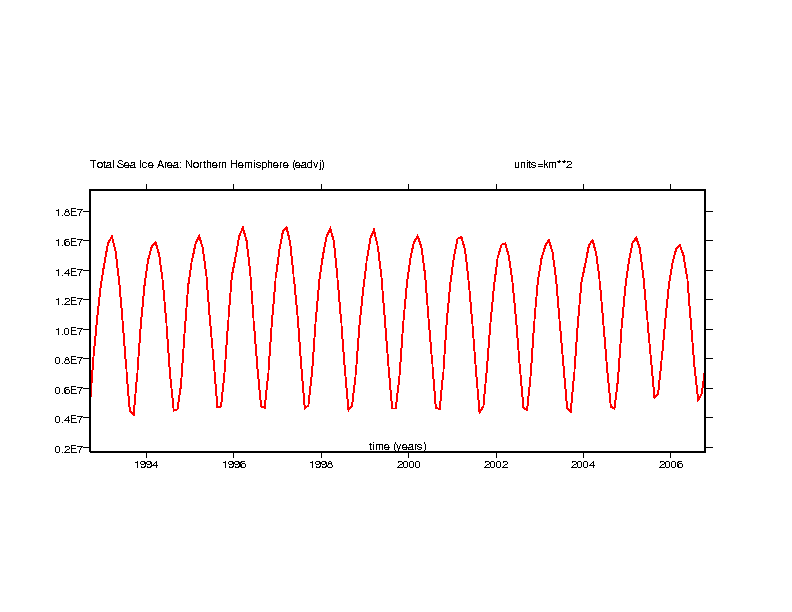 Total Sea Ice Area: Northern Hemisphere (eadvj) units=km**2
1.8E7
1.6E7
1.4E7
1.2E7
1.0E7
0.8E7
0.6E7
0.4E7
0.2E7
time (years)
1994 1996 1998 2000 2002 2004 2006